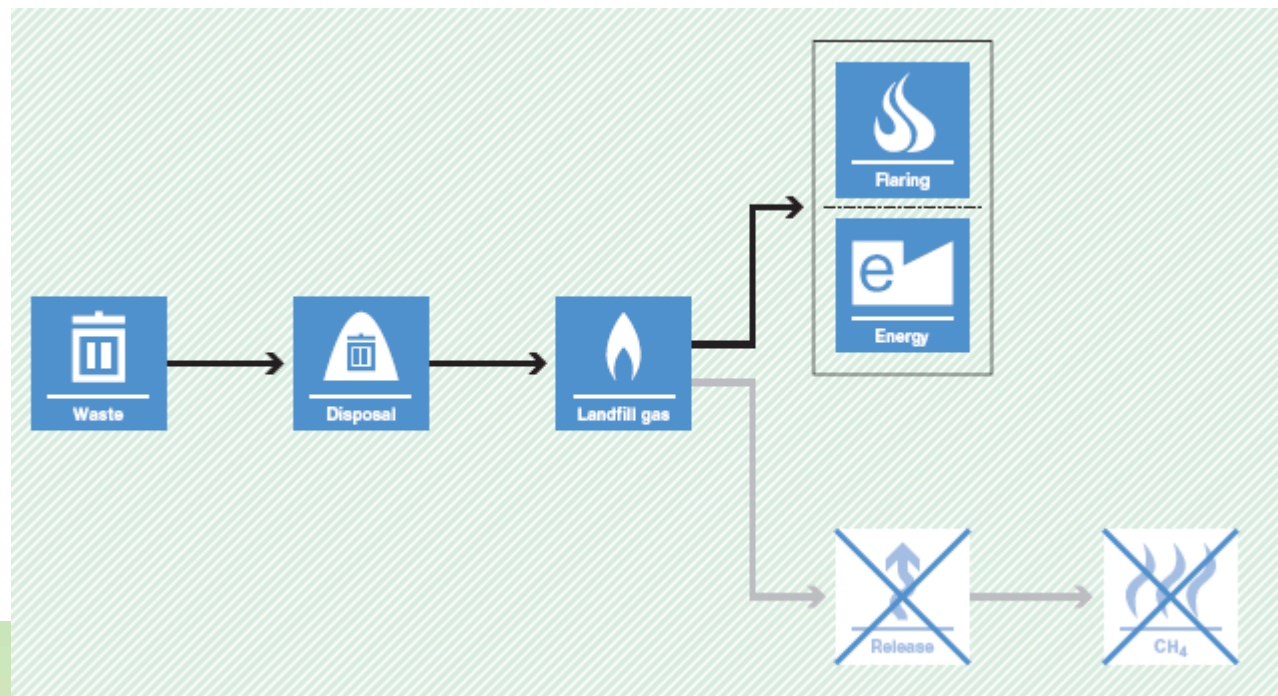 Flaring
e
Energy
Waste
Disposal
Landfill gas
Release
CH₄